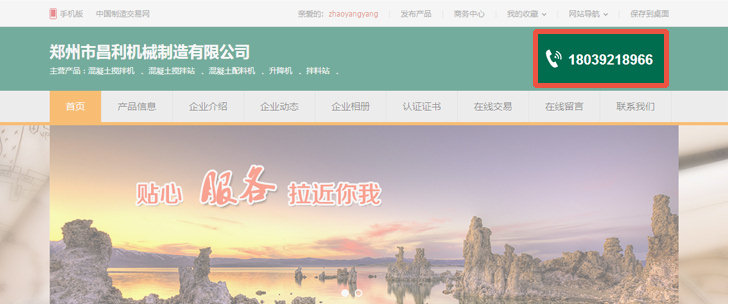 手机版 中国制造交易网 亲爱的：zhaoyangyang 发布产品 商务中心 我的收藏 网站导航 保存到桌面
郑州市昌利机械制造有限公司
18039218966
主营产品：混凝土搅拌机 、混凝土搅拌站 、混凝土配料机 、升降机 、拌料站 、
首页 产品信息 企业介绍 企业动态 企业相册 认证证书 在线交易 在线留言 联系我们
贴心 服务 拉近你我